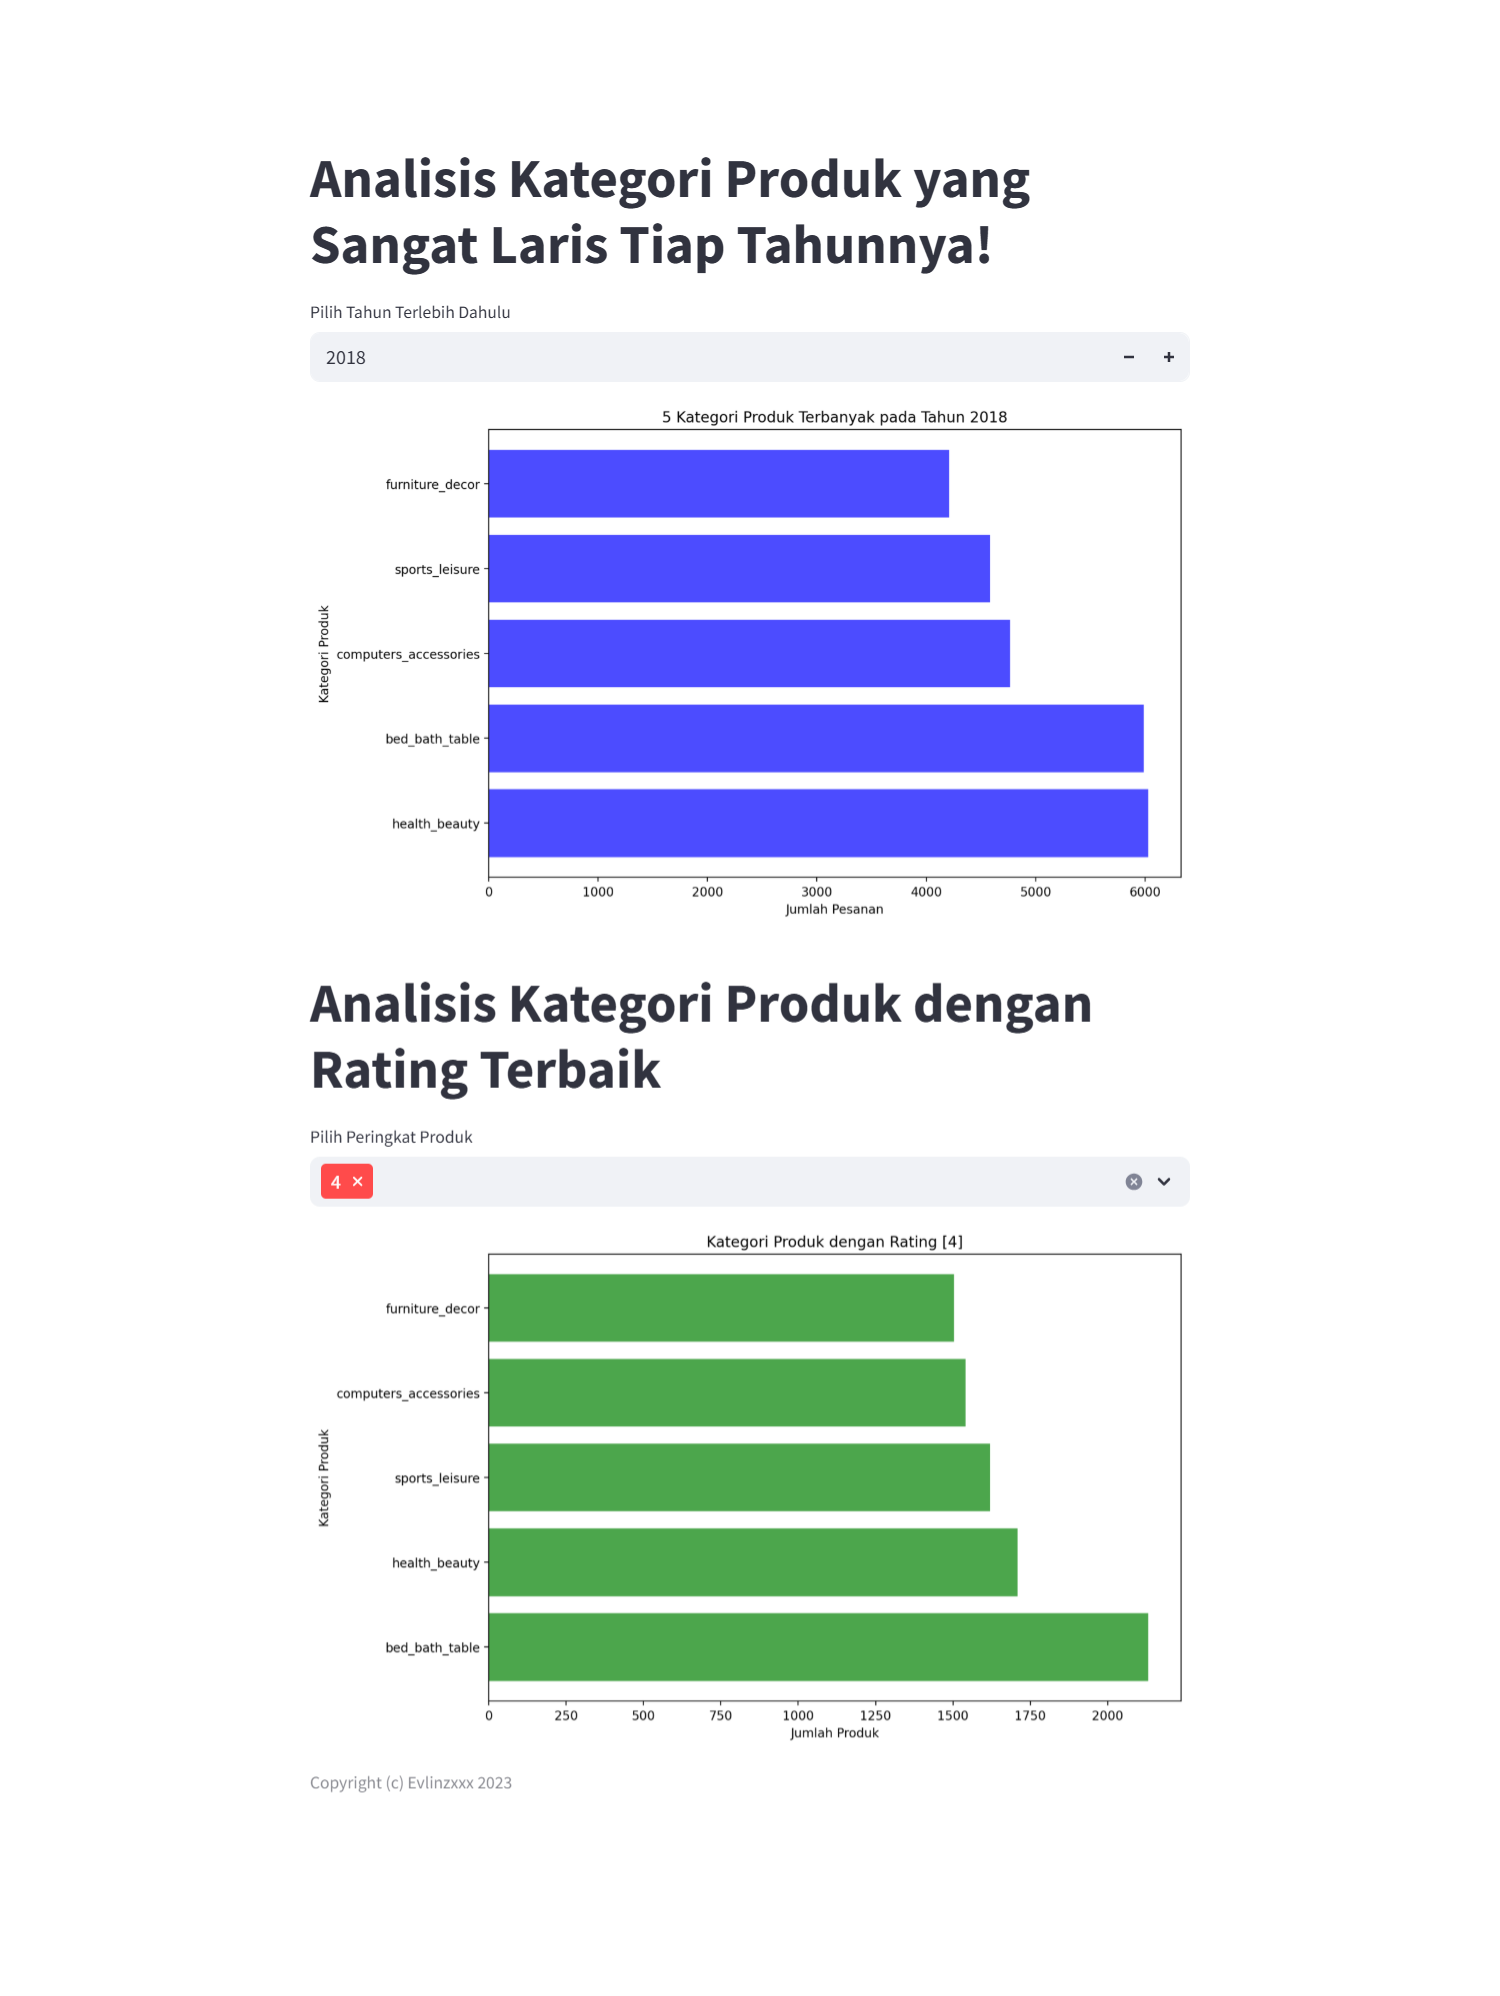 Analisis Kategori Produk yang
Sangat Laris Tiap Tahunnya!
Pilih Tahun Terlebih Dahulu
2018
5 Kategori Produk Terbanyak pada Tahun 2018
Kategori Produk
furniture_decor
sports_leisure
computers_accessories
bed_bath_table
health_beauty
0 1000 2000 3000 4000 5000 6000
Jumlah Pesanan
Analisis Kategori Produk dengan
Rating Terbaik
Pilih Peringkat Produk
4
Kategori Produk dengan Rating [4]
Kategori Produk
furniture_decor
computers_accessories
sports_leisure
health_beauty
bed_bath_table
0 250 500 750 1000 1250 1500 1750 2000
Jumlah Produk
Copyright (c) Evlinzxxx 2023